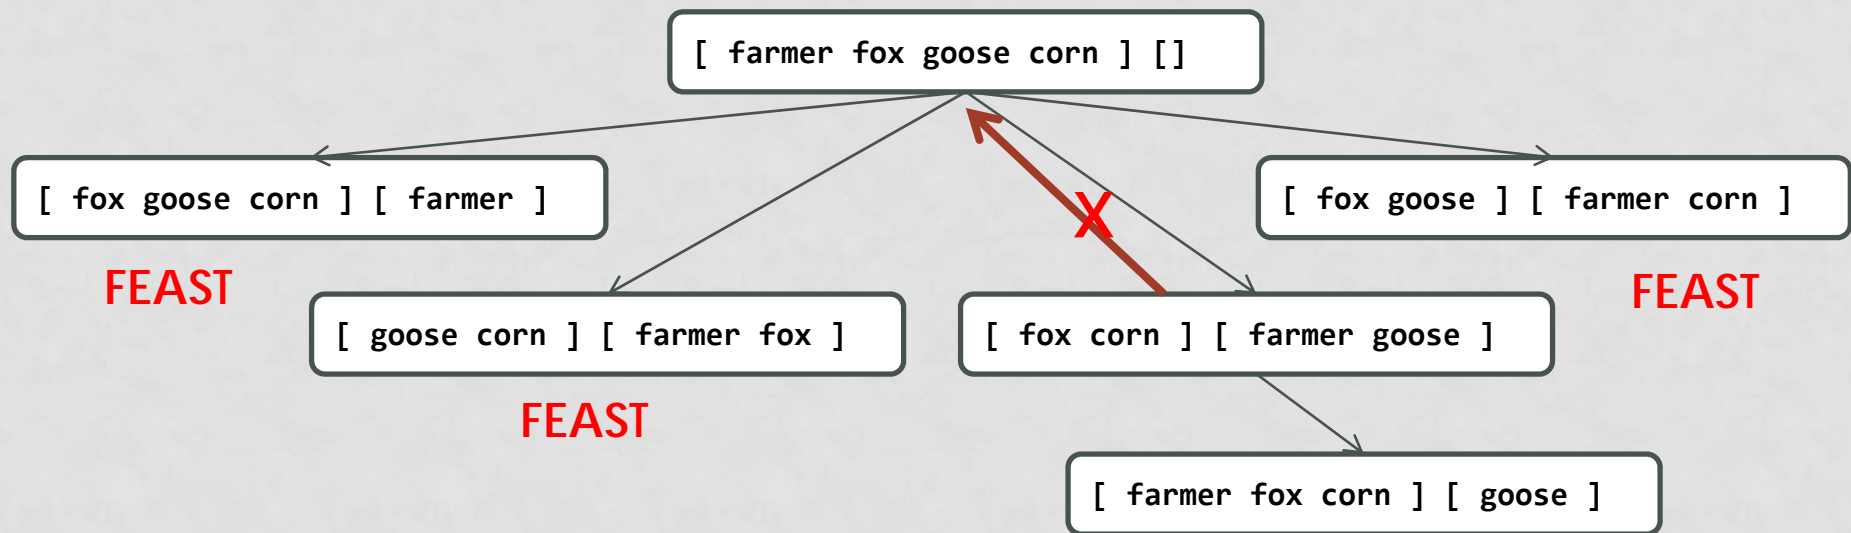 [ farmer fox goose corn ] []
[ fox goose corn ] [ farmer ]
[ fox goose ] [ farmer corn ]
FEAST
FEAST
X
[ goose corn ] [ farmer fox ]
[ fox corn ] [ farmer goose ]
FEAST
[ farmer fox corn ] [ goose ]